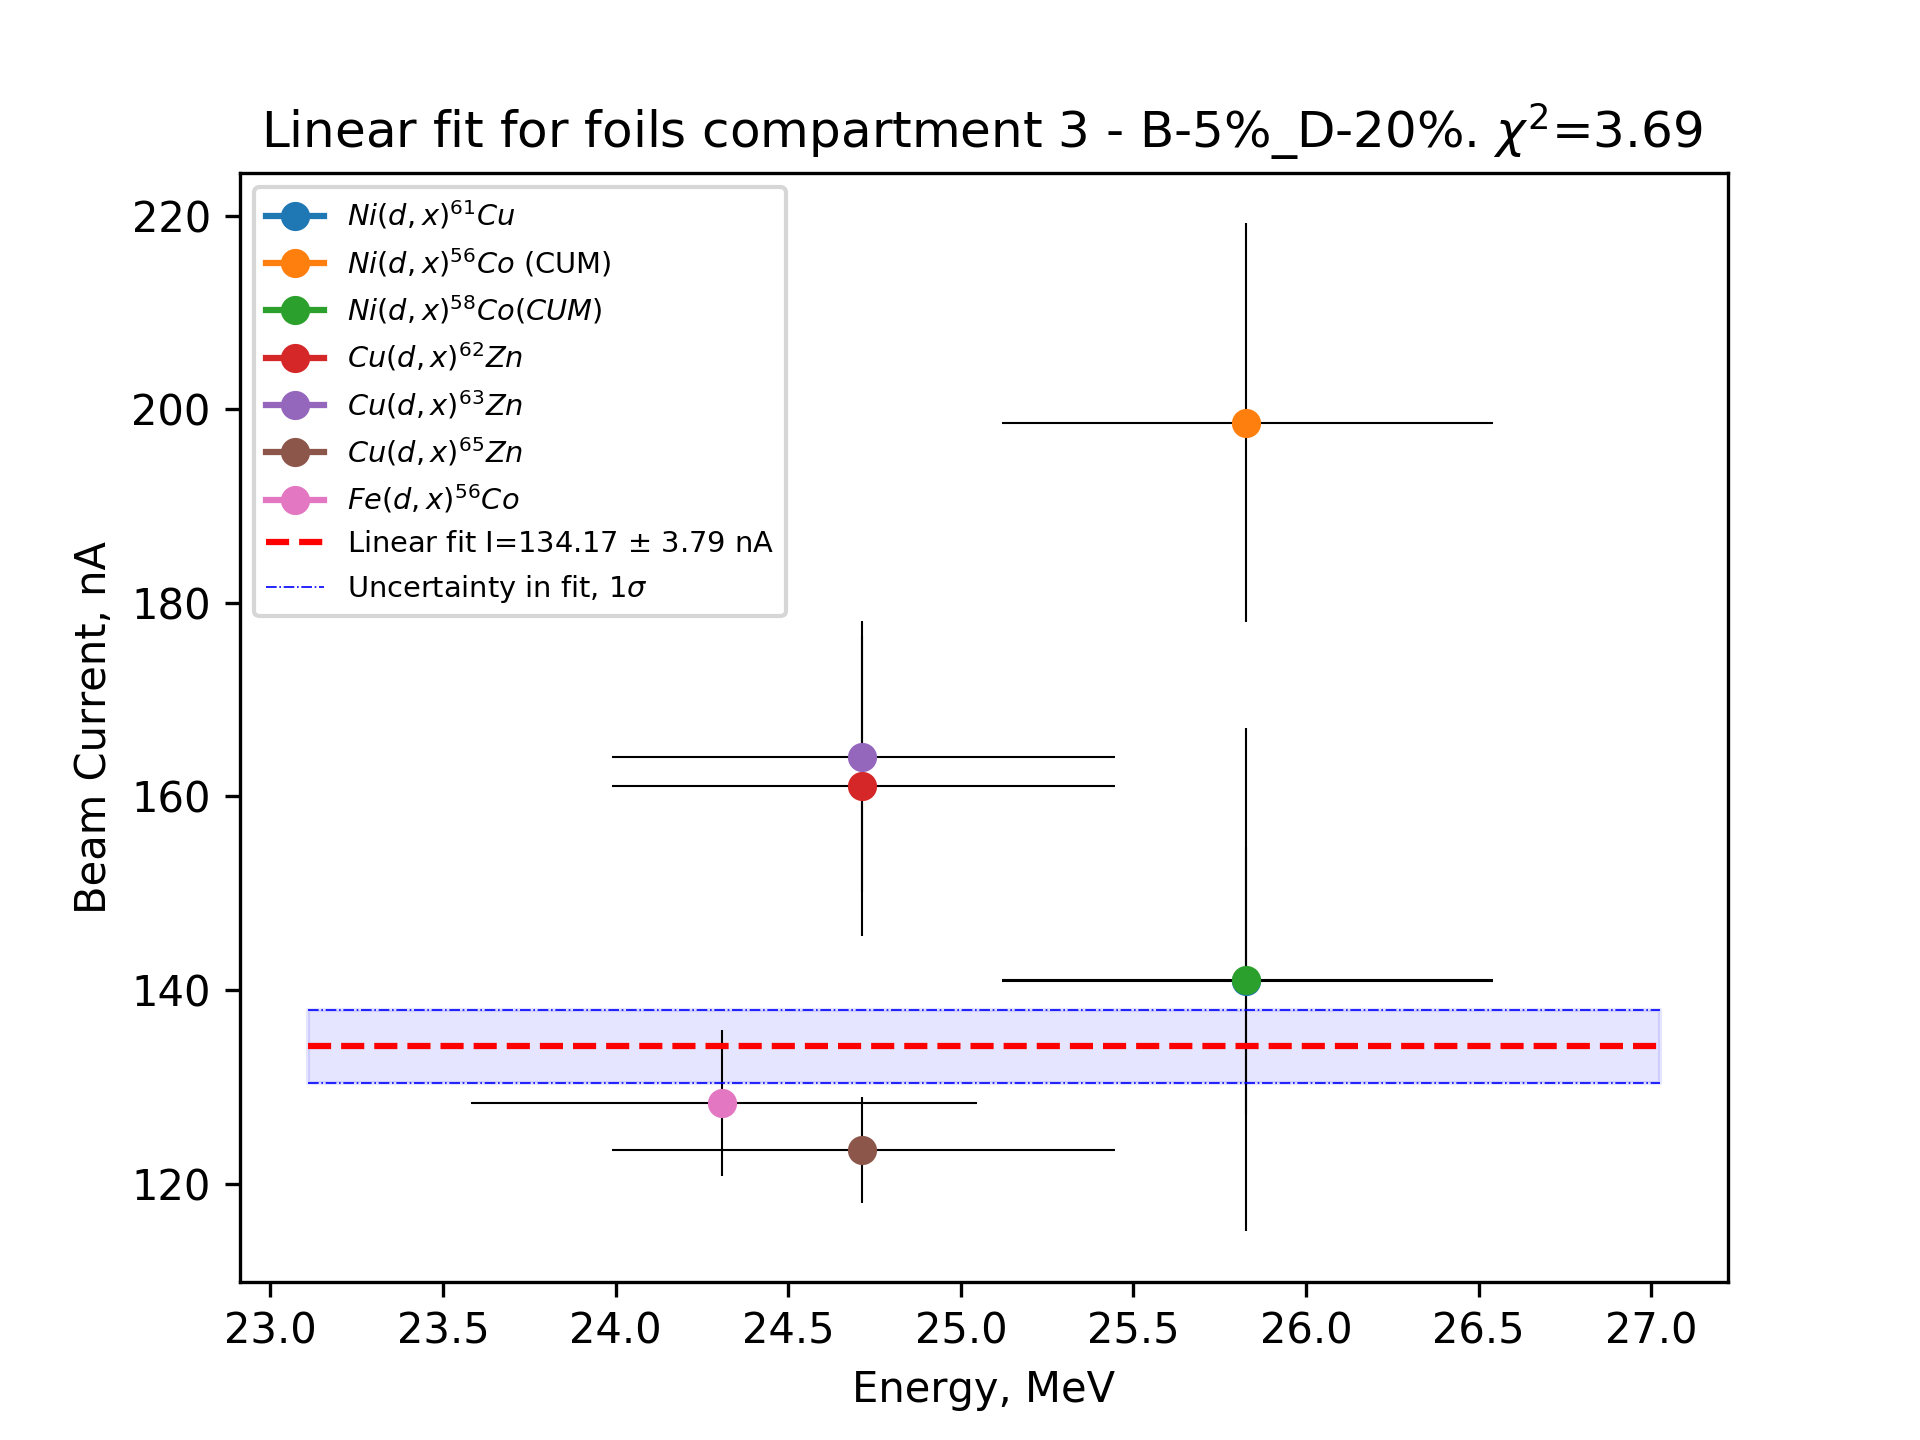 Linear fit for foils compartment 3 - B-5%_D-20%. χ²=3.69
Ni(d, x)⁶¹Cu
Ni(d, x)⁵⁶Co (CUM)
Ni(d, x)⁵⁸Co(CUM)
Cu(d, x)⁶²Zn
Cu(d, x)⁶³Zn
Cu(d, x)⁶⁵Zn
Fe(d, x)⁵⁶Co
Linear fit I=134.17 ± 3.79 nA
Uncertainty in fit, 1σ
Beam Current, nA
220
200
180
160
140
120
23.0 23.5 24.0 24.5 25.0 25.5 26.0 26.5 27.0
Energy, MeV